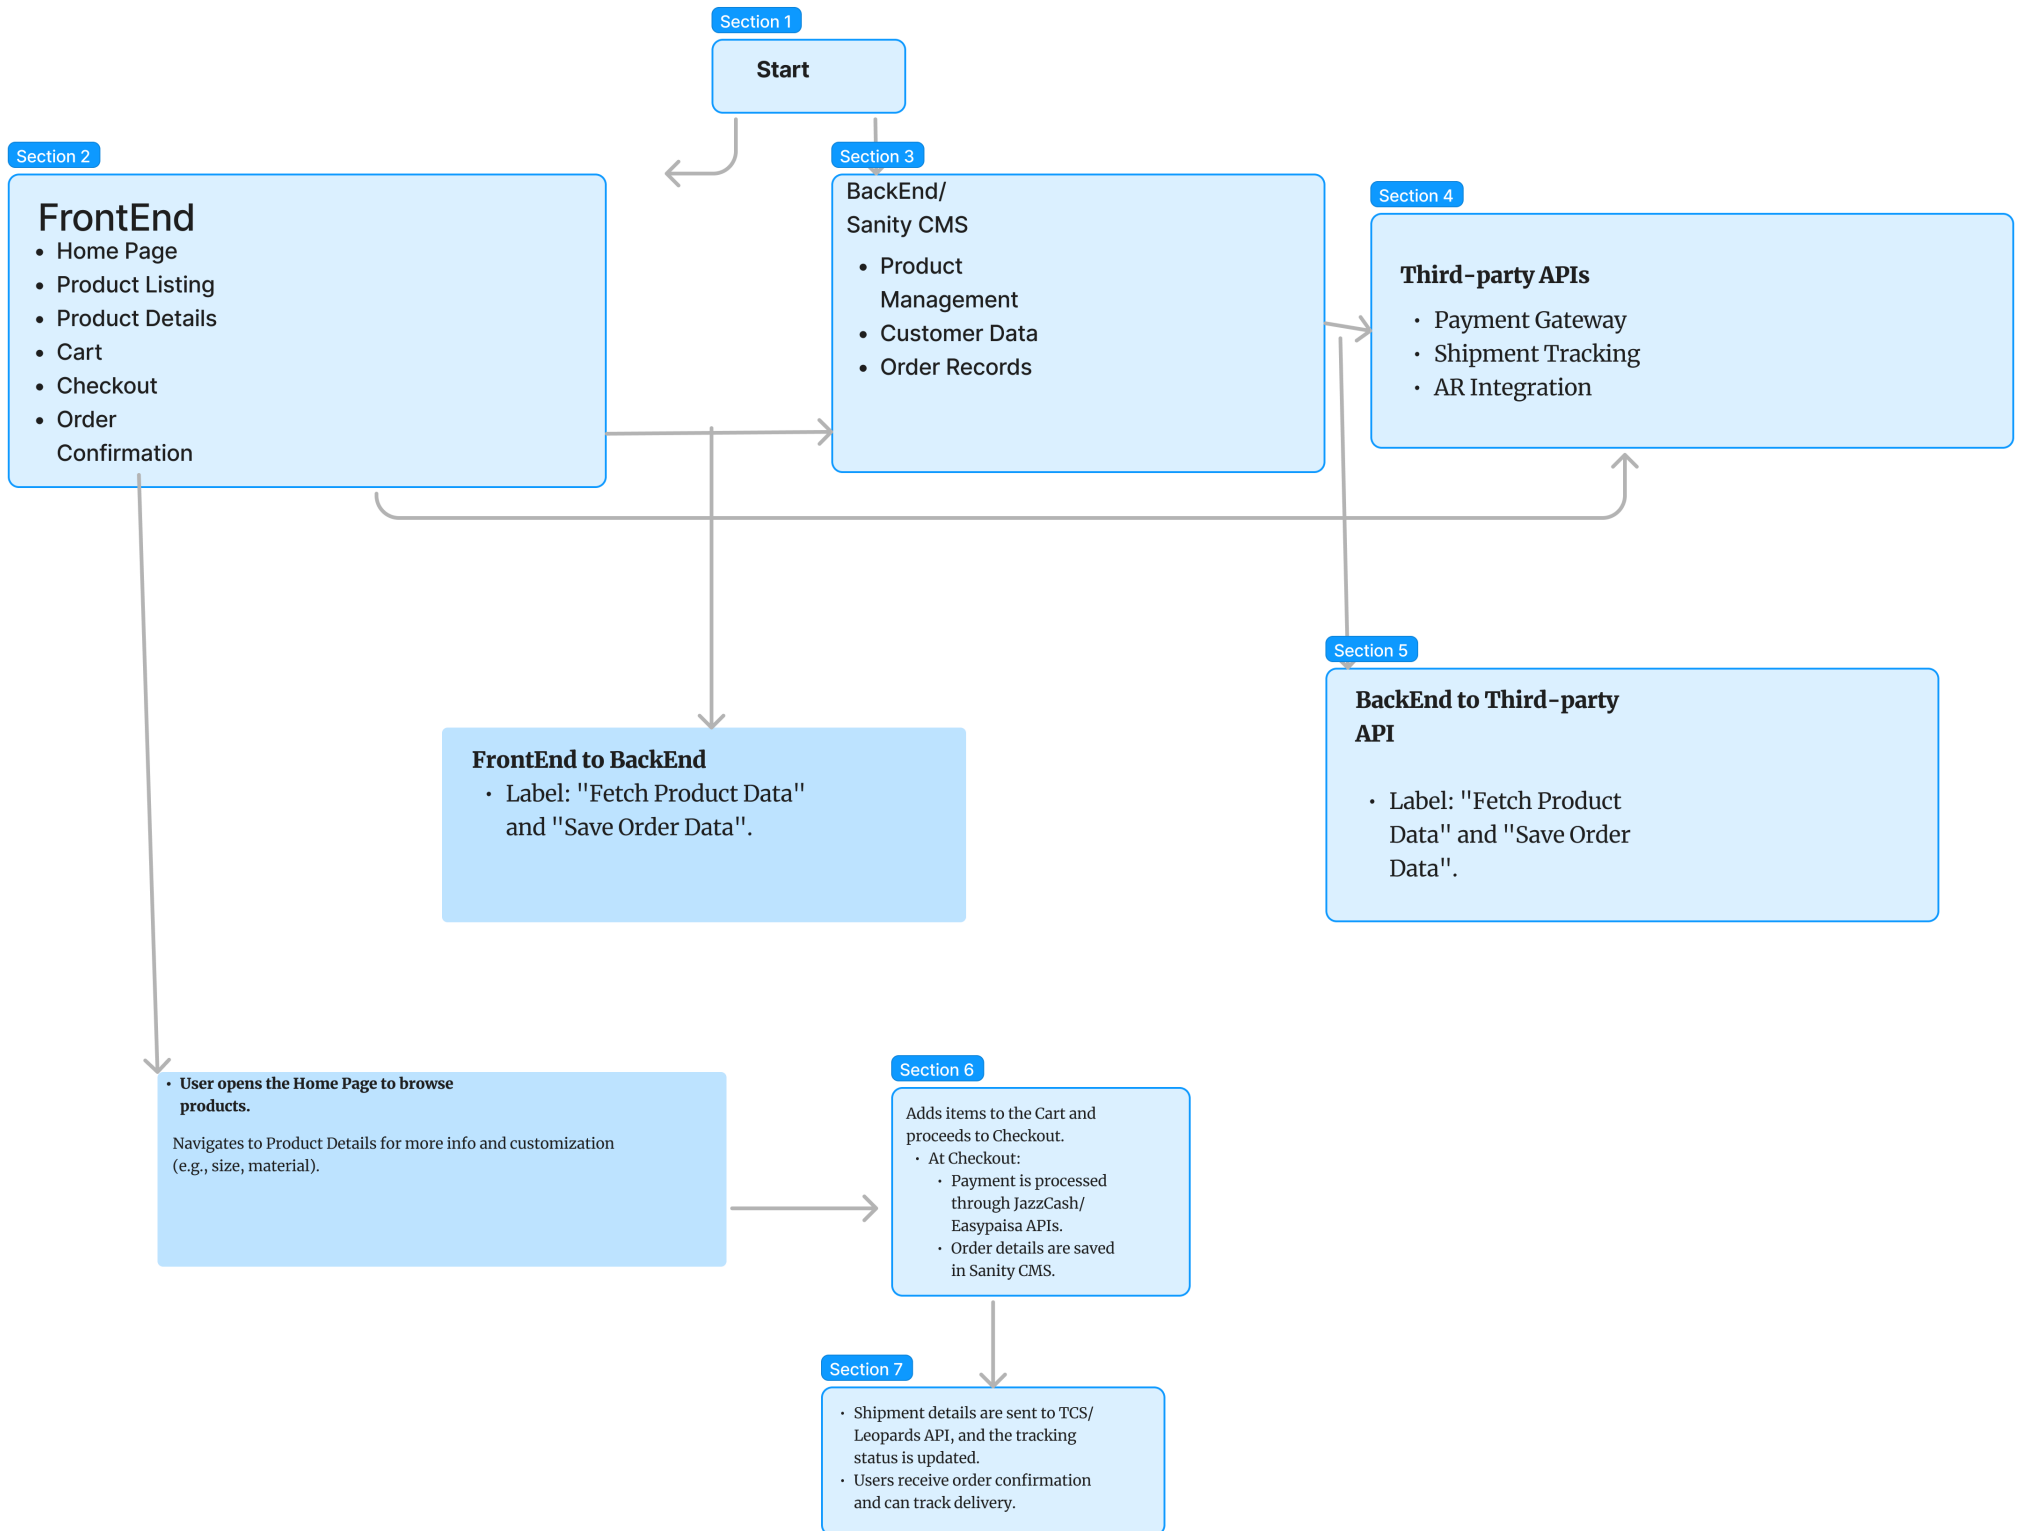 Section 1
Start
Section 2
FrontEnd
• Home Page
• Product Listing
• Product Details
• Cart
• Checkout
• Order
Confirmation
Section 3
BackEnd/
Sanity CMS
• Product
Management
• Customer Data
• Order Records
Section 4
Third-party APIs
• Payment Gateway
• Shipment Tracking
• AR Integration
FrontEnd to BackEnd
• Label: "Fetch Product Data"
and "Save Order Data".
Section 5
BackEnd to Third-party
API
• Label: "Fetch Product
Data" and "Save Order
Data".
• User opens the Home Page to browse
products.
Navigates to Product Details for more info and customization
(e.g., size, material).
Section 6
Adds items to the Cart and
proceeds to Checkout.
• At Checkout:
• Payment is processed
through JazzCash/
Easypaisa APIs.
• Order details are saved
in Sanity CMS.
Section 7
• Shipment details are sent to TCS/
Leopards API, and the tracking
status is updated.
• Users receive order confirmation
and can track delivery.